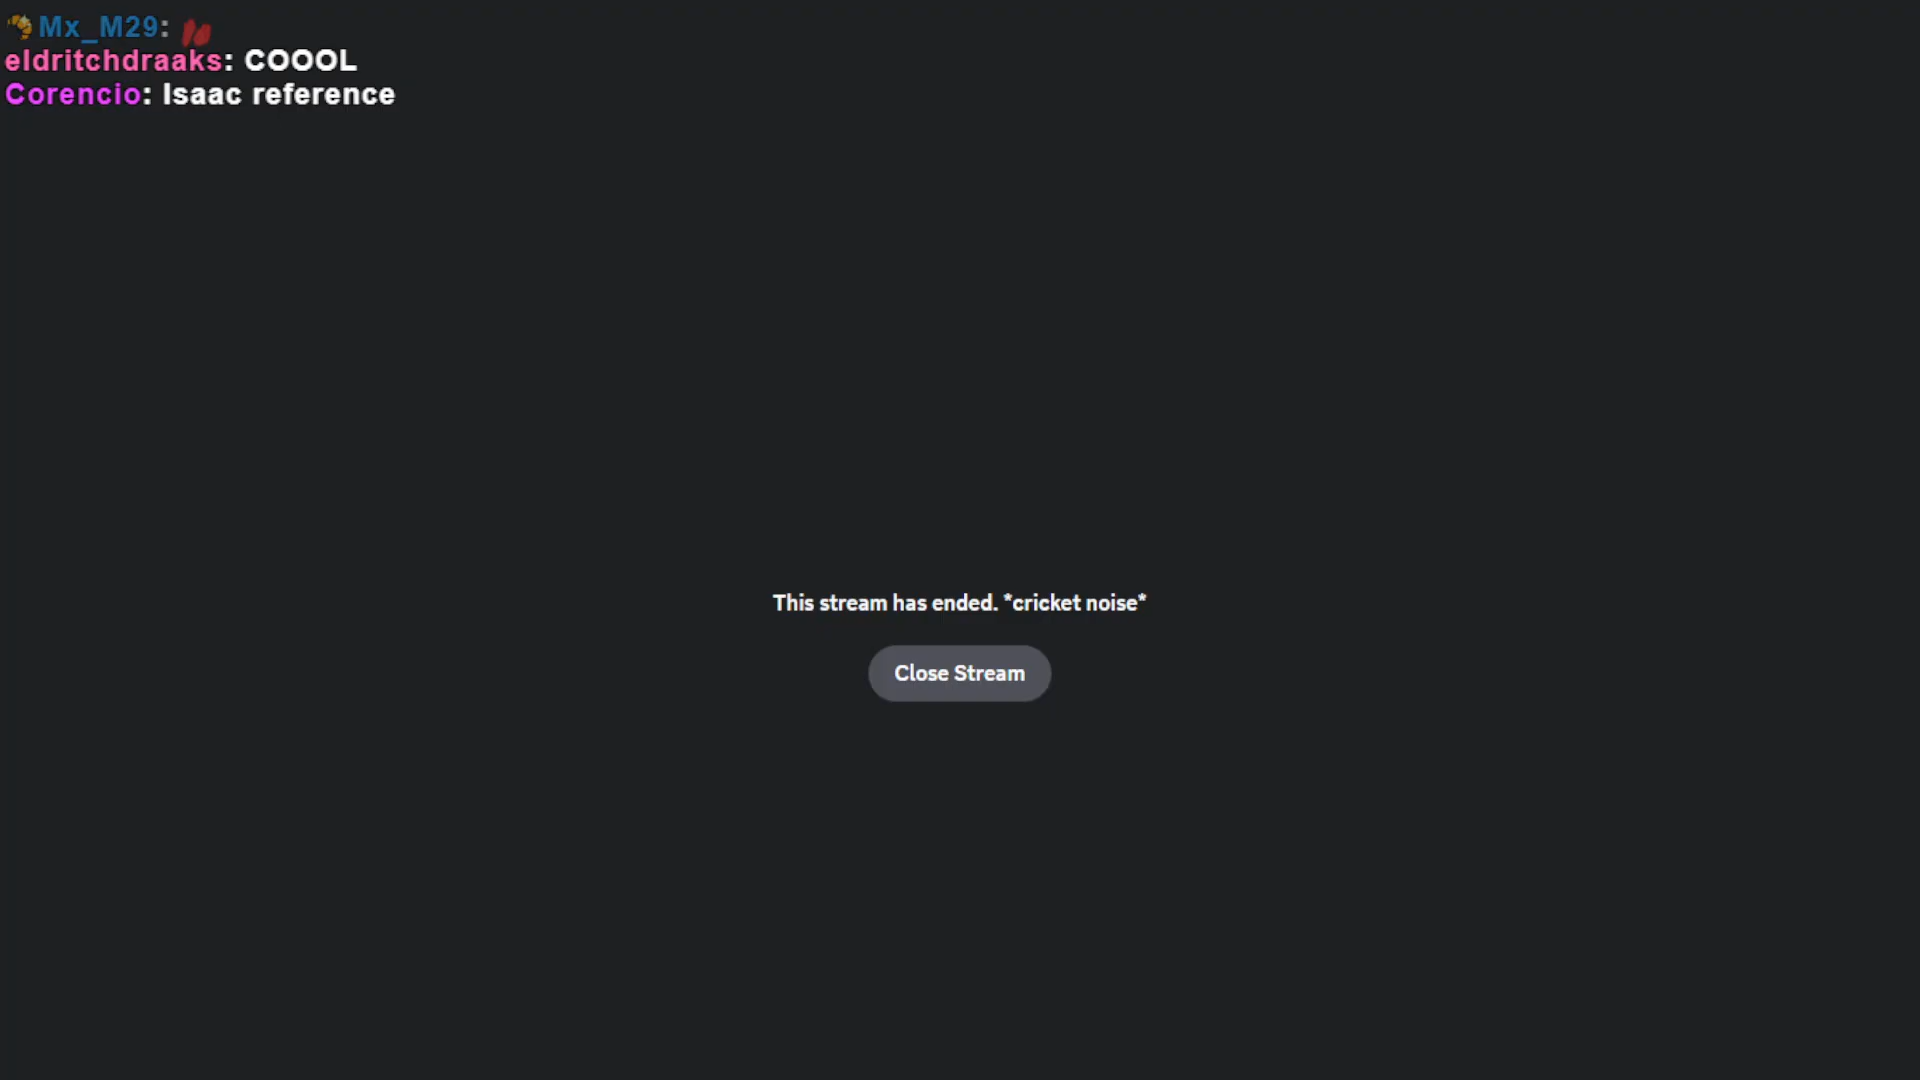 Mx_M29:
eldritchdraaks: COOOL
Corencio: Isaac reference
This stream has ended. *cricket noise*
Close Stream